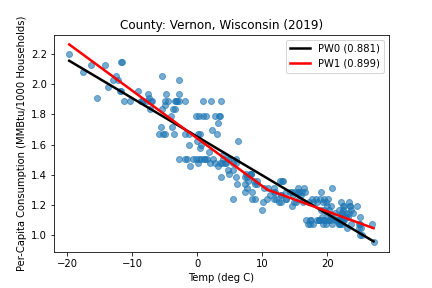 County: Vernon, Wisconsin (2019)
PW0 (0.881)
PW1 (0.899)
Per-Capita Consumption (MMBtu/1000 Households)
2.2
2.0
1.8
1.6
1.4
1.2
1.0
−20 −10 0 10 20
Temp (deg C)